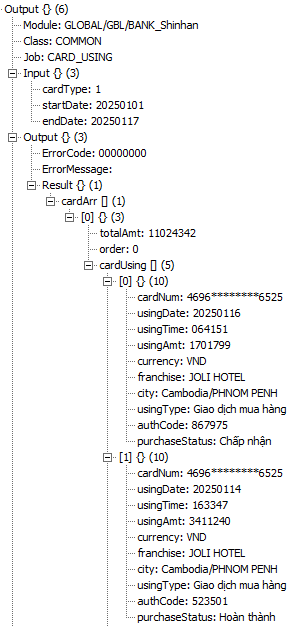 Output {} (6)
Module: GLOBAL/GBL/BANK_Shinhan
Class: COMMON
Job: CARD_USING
Input {} (3)
cardType: 1
startDate: 20250101
endDate: 20250117
Output {} (3)
ErrorCode: 00000000
ErrorMessage:
Result {} (1)
cardArr [] (1)
[0] {} (3)
totalAmt: 11024342
order: 0
cardUsing [] (5)
[0] {} (10)
cardNum: 4696********6525
usingDate: 20250116
usingTime: 064151
usingAmt: 1701799
currency: VND
franchise: JOLI HOTEL
city: Cambodia/PHNOM PENH
usingType: Giao dịch mua hàng
authCode: 867975
purchaseStatus: Chấp nhận
[1] {} (10)
cardNum: 4696********6525
usingDate: 20250114
usingTime: 163347
usingAmt: 3411240
currency: VND
franchise: JOLI HOTEL
city: Cambodia/PHNOM PENH
usingType: Giao dịch mua hàng
authCode: 523501
purchaseStatus: Hoàn thành